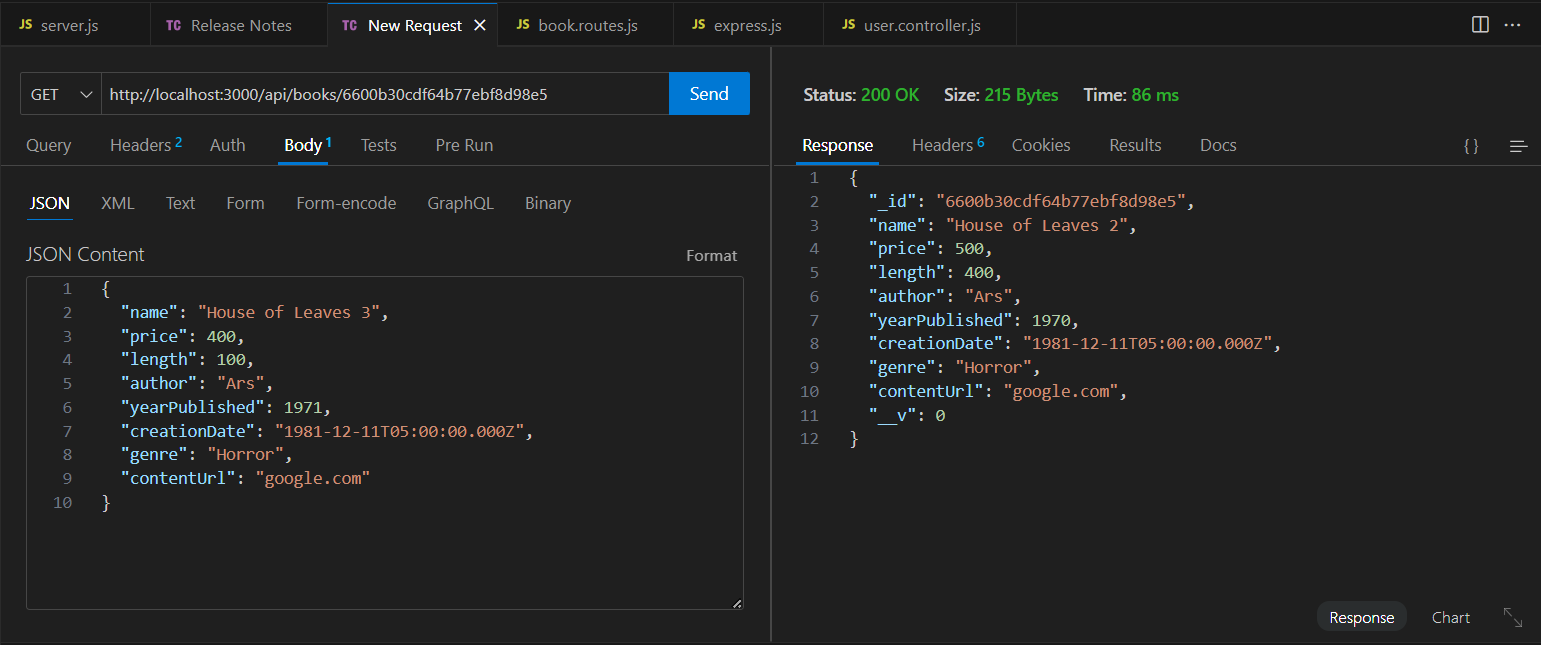 JS server.js TC Release Notes TC New Request JS book.routes.js JS express.js JS user.controller.js
GET http://localhost:3000/api/books/6600b30cdf64b77ebf8d98e5 Send
Query Headers 2 Auth Body 1 Tests Pre Run
JSON XML Text Form Form-encode GraphQL Binary
JSON Content Format
1 {
2 "name": "House of Leaves 3",
3 "price": 400,
4 "length": 100,
5 "author": "Ars",
6 "yearPublished": 1971,
7 "creationDate": "1981-12-11T05:00:00.000Z",
8 "genre": "Horror",
9 "contentUrl": "google.com"
10 }
Status: 200 OK Size: 215 Bytes Time: 86 ms
Response Headers 6 Cookies Results Docs {}
1 {
2 "_id": "6600b30cdf64b77ebf8d98e5",
3 "name": "House of Leaves 2",
4 "price": 500,
5 "length": 400,
6 "author": "Ars",
7 "yearPublished": 1970,
8 "creationDate": "1981-12-11T05:00:00.000Z",
9 "genre": "Horror",
10 "contentUrl": "google.com",
11 "__v": 0
12 }
Response Chart